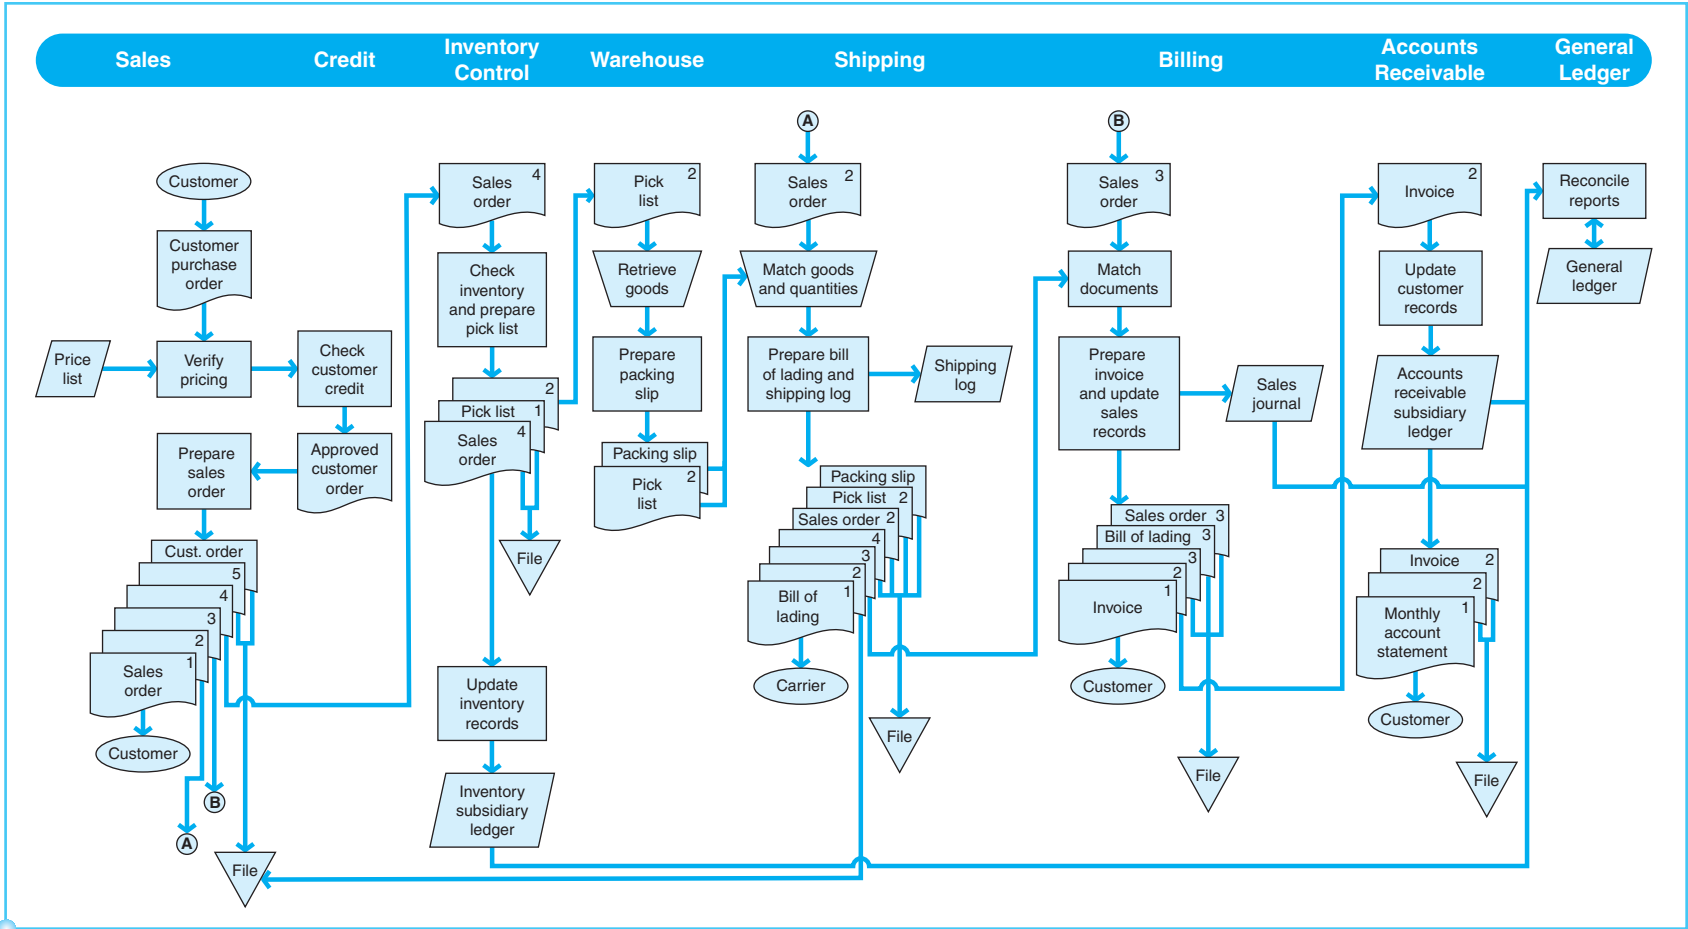 Sales
Credit
Inventory
Control
Warehouse
Shipping
Billing
Accounts
Receivable
General
Ledger
Customer
Customer
purchase
order
Price
list
Verify
pricing
Check
customer
credit
Approved
customer
order
Prepare
sales
order
Cust. order
5
4
3
2
1
Sales
order
Customer
B
A
File
4
Sales
order
Check
inventory
and prepare
pick list
2
Pick list 1
4
Sales
order
File
Update
inventory
records
Inventory
subsidiary
ledger
2
Pick
list
Retrieve
goods
Prepare
packing
slip
Packing slip
2
Pick
list
A
2
Sales
order
Match goods
and quantities
Prepare bill
of lading and
shipping log
Shipping
log
Packing slip
Pick list 2
Sales order 2
4
3
2
1
Bill of
lading
Carrier
File
B
3
Sales
order
Match
documents
Prepare
invoice
and update
sales
records
Sales
journal
Sales order 3
Bill of lading 3
3
2
1
Invoice
Customer
File
2
Invoice
Update
customer
records
Accounts
receivable
subsidiary
ledger
Invoice 2
2
1
Monthly
account
statement
Customer
File
Reconcile
reports
General
ledger